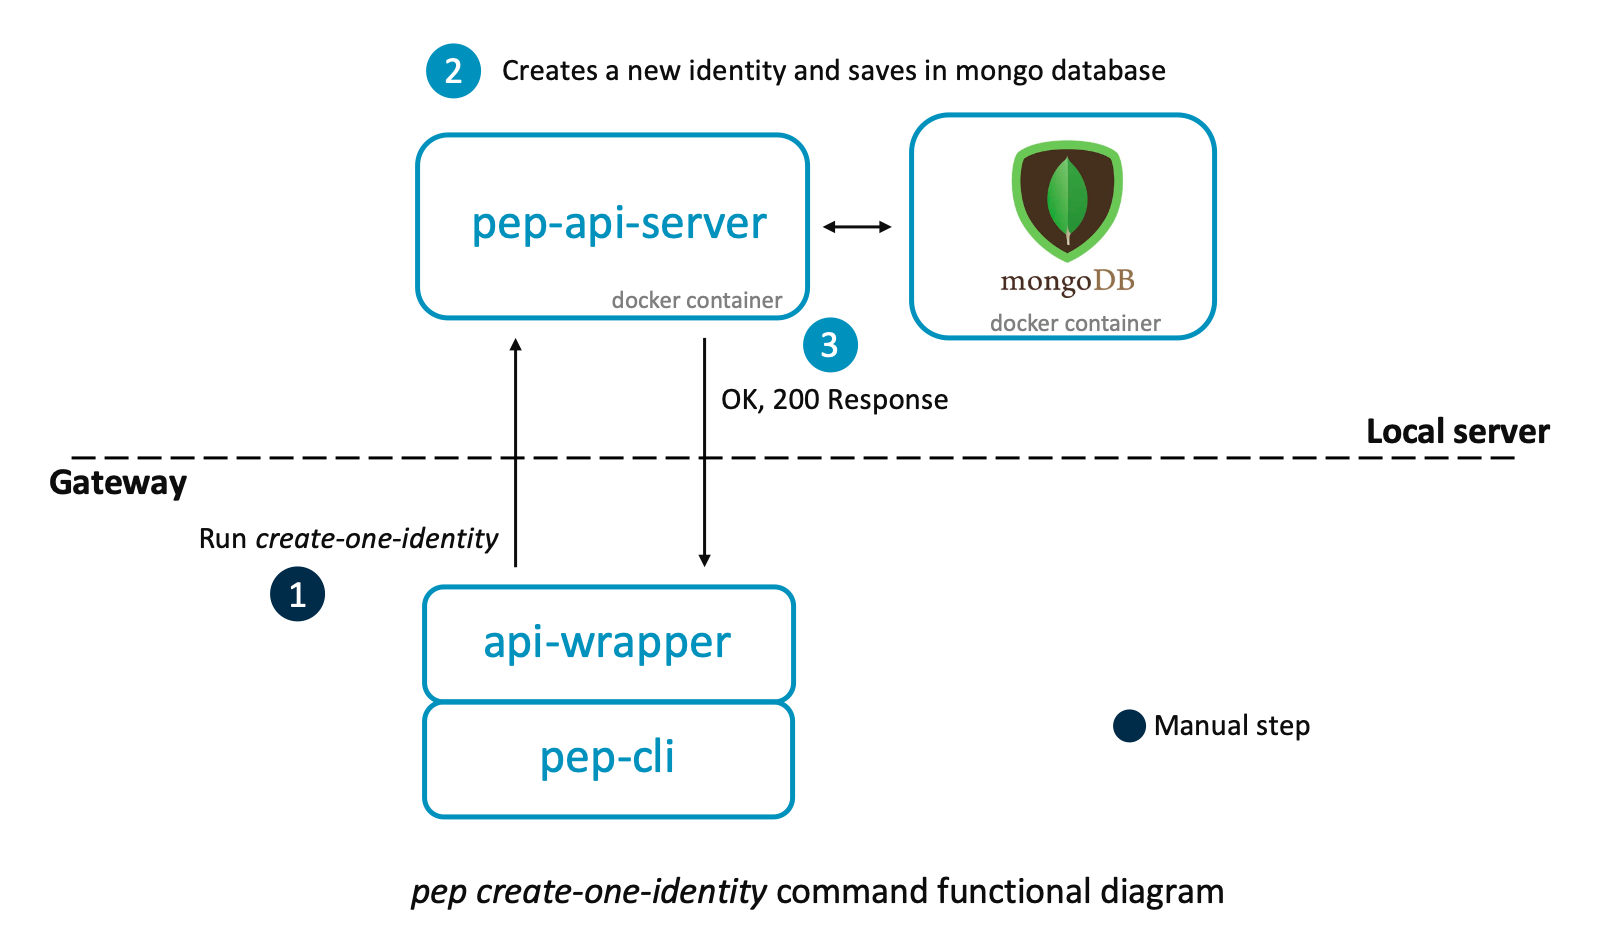 2 Creates a new identity and saves in mongo database
pep-api-server
docker container
mongoDB
docker container
3
OK, 200 Response
Local server
Gateway
Run create-one-identity
1
api-wrapper
pep-cli
Manual step
pep create-one-identity command functional diagram